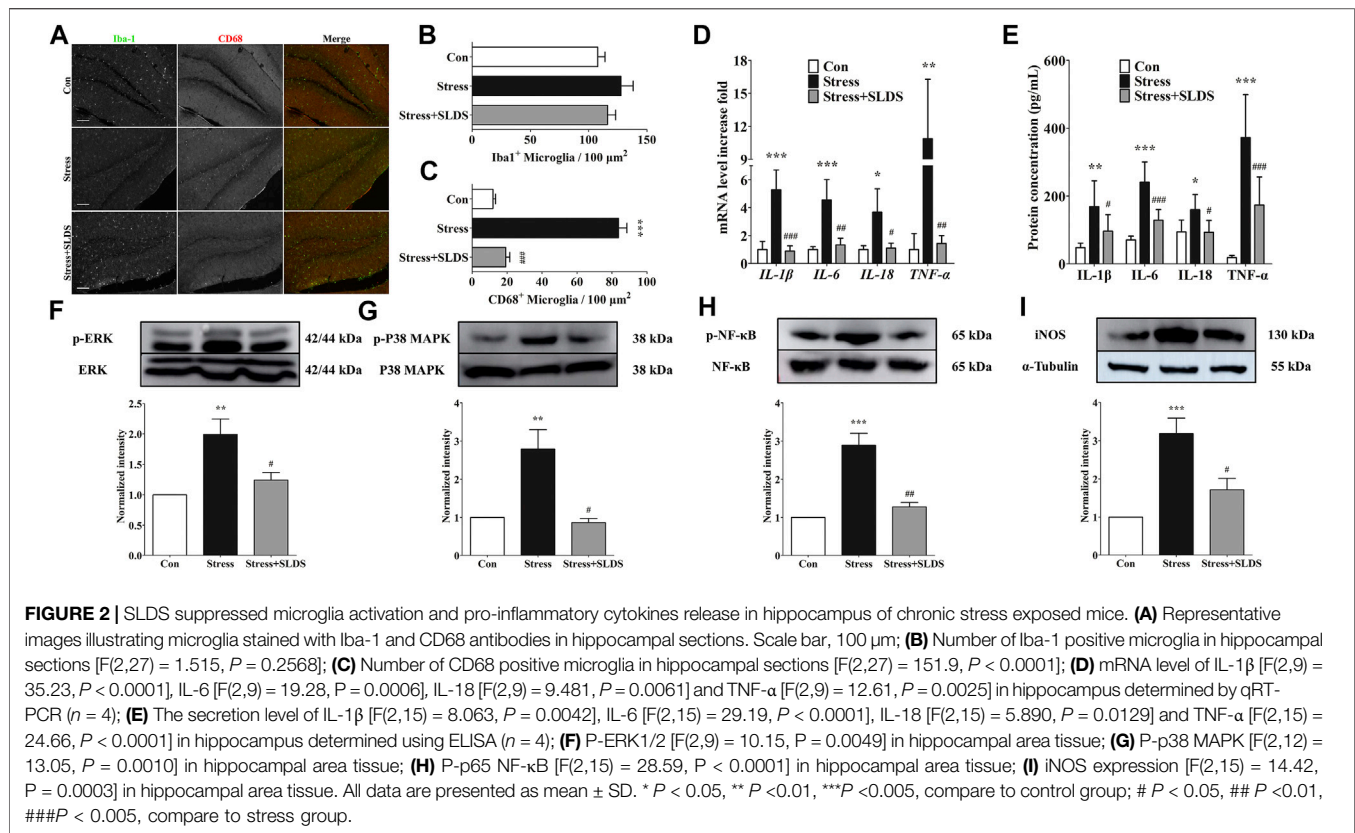 A
Iba-1 CD68 Merge
Con
Stress
Stress+SLDS
B
Con
Stress
Stress+SLDS
0 50 100 150
Iba1+ Microglia / 100 μm²
C
Con
Stress
Stress+SLDS
***
###
0 20 40 60 80 100
CD68+ Microglia / 100 μm²
D
Con
Stress
Stress+SLDS
mRNA level increase fold
18
15
12
9
6
4
2
0
*** ### *** ## * # ** ##
IL-1β IL-6 IL-18 TNF-α
E
Con
Stress
Stress+SLDS
Protein concentration (pg/mL)
600
400
200
0
** # *** ### * # *** ###
IL-1β IL-6 IL-18 TNF-α
F
p-ERK 42/44 kDa
ERK 42/44 kDa
Normalized intensity
2.5
2.0
1.5
1.0
0.5
0.0
** #
Con Stress Stress+SLDS
G
p-P38 MAPK 38 kDa
P38 MAPK 38 kDa
Normalized intensity
4
3
2
1
0
** #
Con Stress Stress+SLDS
H
p-NF-κB 65 kDa
NF-κB 65 kDa
Normalized intensity
4
3
2
1
0
*** ##
Con Stress Stress+SLDS
I
iNOS 130 kDa
α-Tubulin 55 kDa
Normalized intensity
4
3
2
1
0
*** #
Con Stress Stress+SLDS
FIGURE 2 | SLDS suppressed microglia activation and pro-inflammatory cytokines release in hippocampus of chronic stress exposed mice. (A) Representative
images illustrating microglia stained with Iba-1 and CD68 antibodies in hippocampal sections. Scale bar, 100 μm; (B) Number of Iba-1 positive microglia in hippocampal
sections [F(2,27) = 1.515, P = 0.2568]; (C) Number of CD68 positive microglia in hippocampal sections [F(2,27) = 151.9, P < 0.0001]; (D) mRNA level of IL-1β [F(2,9) =
35.23, P < 0.0001], IL-6 [F(2,9) = 19.28, P = 0.0006], IL-18 [F(2,9) = 9.481, P = 0.0061] and TNF-α [F(2,9) = 12.61, P = 0.0025] in hippocampus determined by qRT-
PCR (n = 4); (E) The secretion level of IL-1β [F(2,15) = 8.063, P = 0.0042], IL-6 [F(2,15) = 29.19, P < 0.0001], IL-18 [F(2,15) = 5.890, P = 0.0129] and TNF-α [F(2,15) =
24.66, P < 0.0001] in hippocampus determined using ELISA (n = 4); (F) P-ERK1/2 [F(2,9) = 10.15, P = 0.0049] in hippocampal area tissue; (G) P-p38 MAPK [F(2,12) =
13.05, P = 0.0010] in hippocampal area tissue; (H) P-p65 NF-κB [F(2,15) = 28.59, P < 0.0001] in hippocampal area tissue; (I) iNOS expression [F(2,15) = 14.42,
P = 0.0003] in hippocampal area tissue. All data are presented as mean ± SD. * P < 0.05, ** P <0.01, ***P <0.005, compare to control group; # P < 0.05, ## P <0.01,
###P < 0.005, compare to stress group.